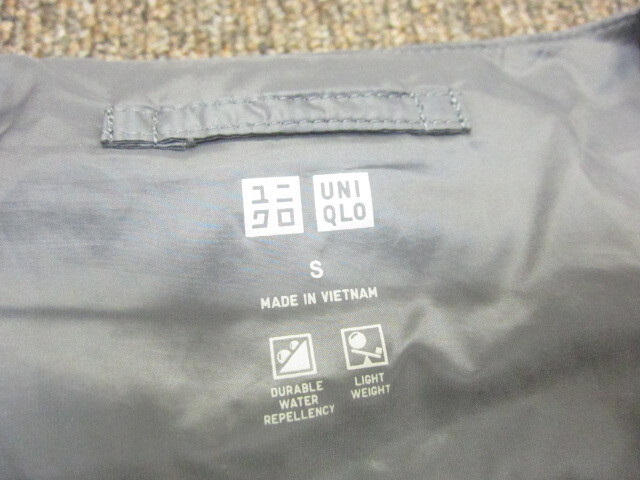 ユニ
クロ
UNI
QLO
S
MADE IN VIETNAM
DURABLE
WATER
REPELLENCY
LIGHT
WEIGHT